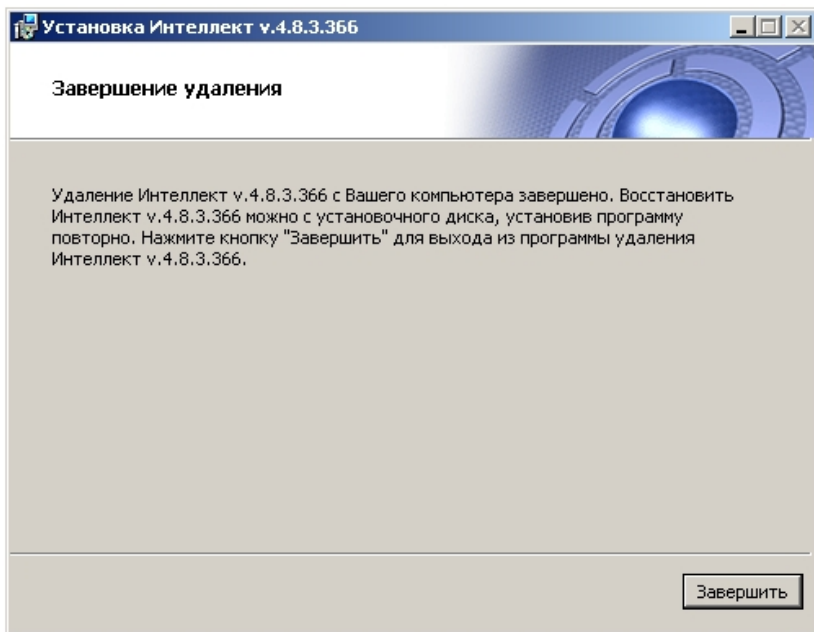 Установка Интеллект v.4.8.3.366
Завершение удаления
Удаление Интеллект v.4.8.3.366 с Вашего компьютера завершено. Восстановить
Интеллект v.4.8.3.366 можно с установочного диска, установив программу
повторно. Нажмите кнопку "Завершить" для выхода из программы удаления
Интеллект v.4.8.3.366.
Завершить